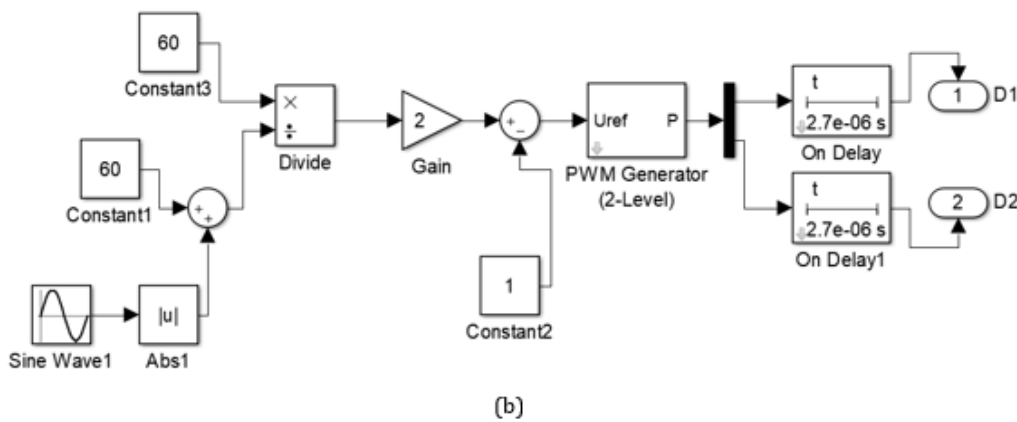 60
Constant3
60
Constant1
Sine Wave1
|u|
Abs1
+
+
×
÷
Divide
2
Gain
+
−
1
Constant2
Uref P
PWM Generator
(2-Level)
t
2.7e-06 s
On Delay
t
2.7e-06 s
On Delay1
1
D1
2
D2
(b)